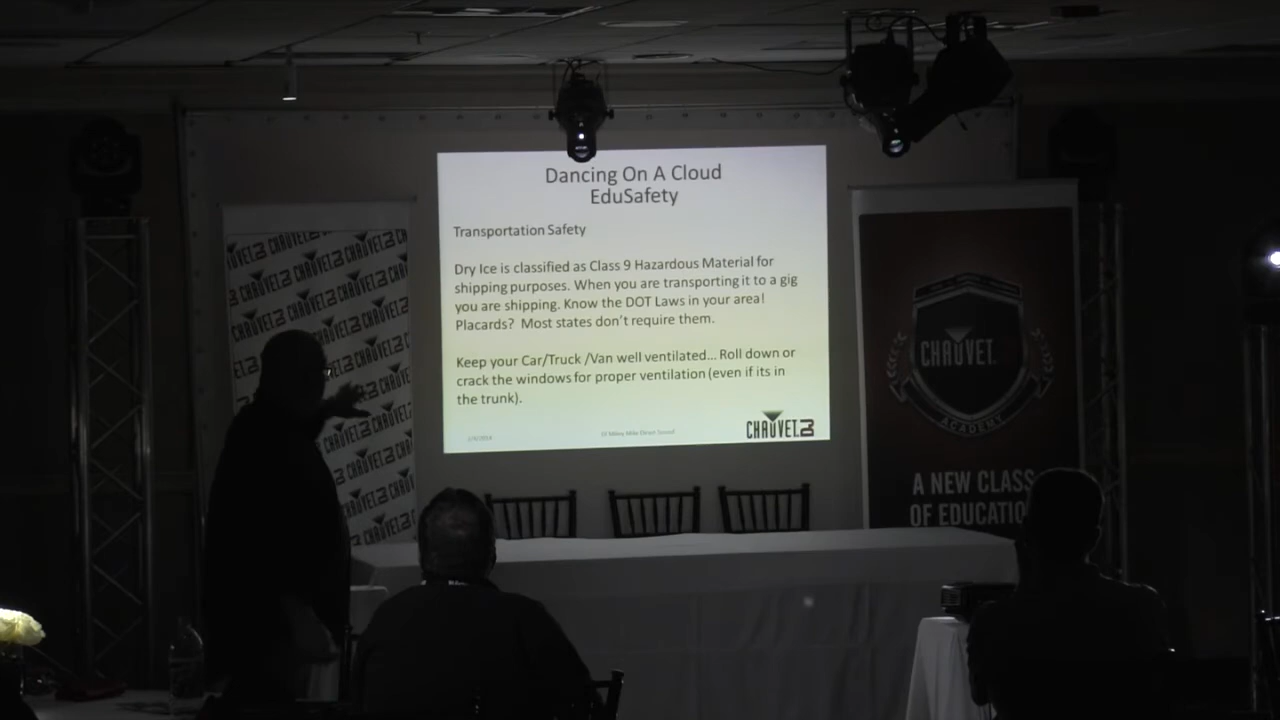 Dancing On A Cloud
EduSafety
Transportation Safety
Dry Ice is classified as Class 9 Hazardous Material for
shipping purposes. When you are transporting it to a gig
you are shipping. Know the DOT Laws in your area!
Placards? Most states don't require them.
Keep your Car/Truck /Van well ventilated... Roll down or
crack the windows for proper ventilation (even if its in
the trunk).
CHAUVET
CHAUVET
CHAUVET
CHAUVET
CHAUVET
ACADEMY
A NEW CLASS
OF EDUCATIO